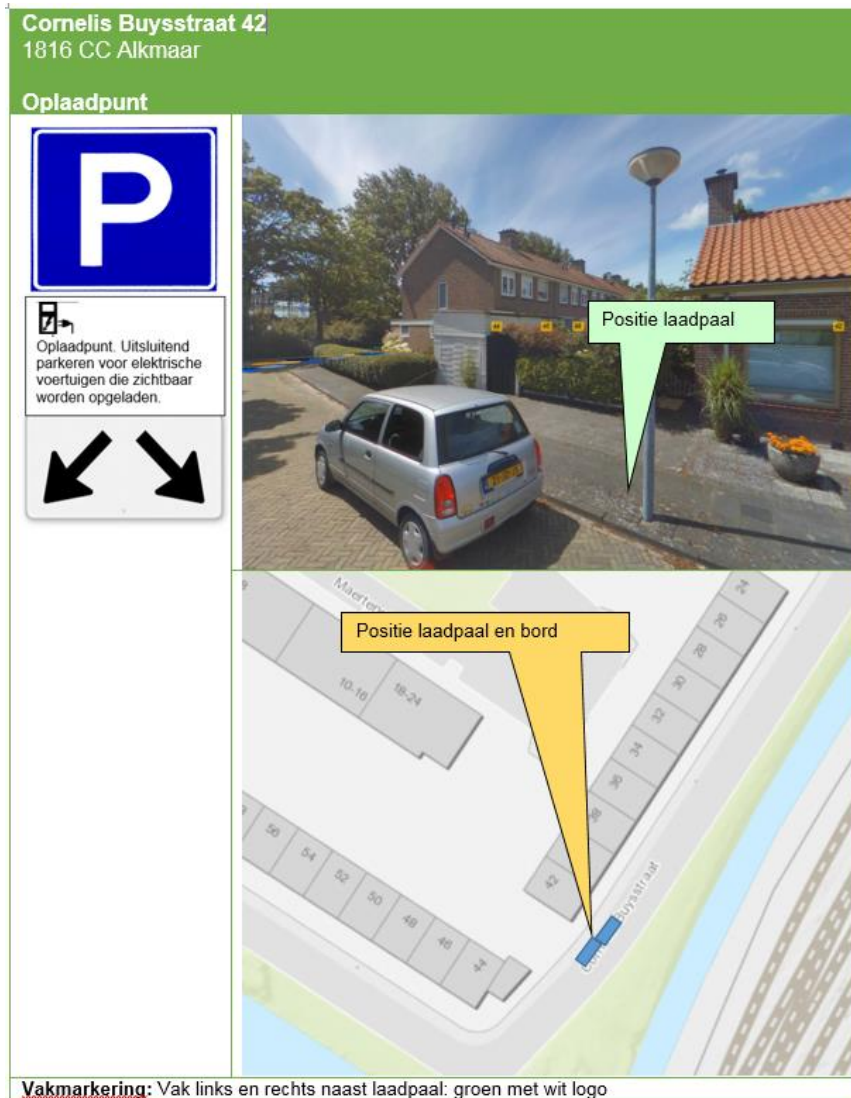 Cornelis Buysstraat 42
1816 CC Alkmaar
Oplaadpunt
P
Oplaadpunt. Uitsluitend
parkeren voor elektrische
voertuigen die zichtbaar
worden opgeladen.
Positie laadpaal
Positie laadpaal en bord
10-16
18-24
24
26
28
30
32
34
36
38
42
56
54
52
50
48
46
44
Vakmarkering: Vak links en rechts naast laadpaal: groen met wit logo